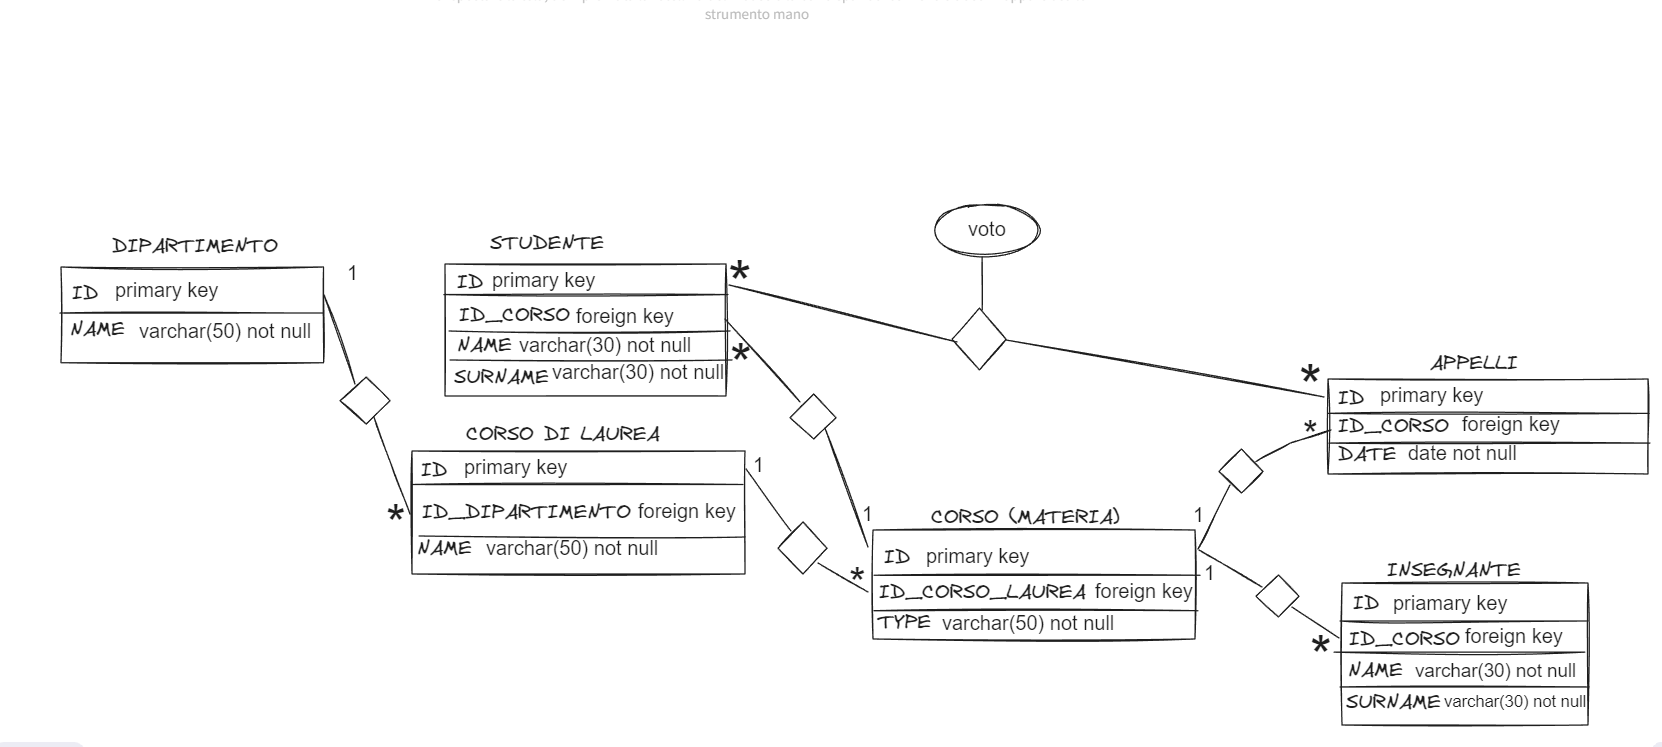 strumento mano
voto
DIPARTIMENTO
1
ID primary key
NAME varchar(50) not null
STUDENTE
*
ID primary key
ID_CORSO foreign key
NAME varchar(30) not null
*
SURNAME varchar(30) not null
CORSO DI LAUREA
1
ID primary key
*
ID_DIPARTIMENTO foreign key
NAME varchar(50) not null
APPELLI
*
ID primary key
*
ID_CORSO foreign key
DATE date not null
1
CORSO (MATERIA)
1
ID primary key
1
*
ID_CORSO_LAUREA foreign key
TYPE varchar(50) not null
INSEGNANTE
ID priamary key
*
ID_CORSO foreign key
NAME varchar(30) not null
SURNAME varchar(30) not null